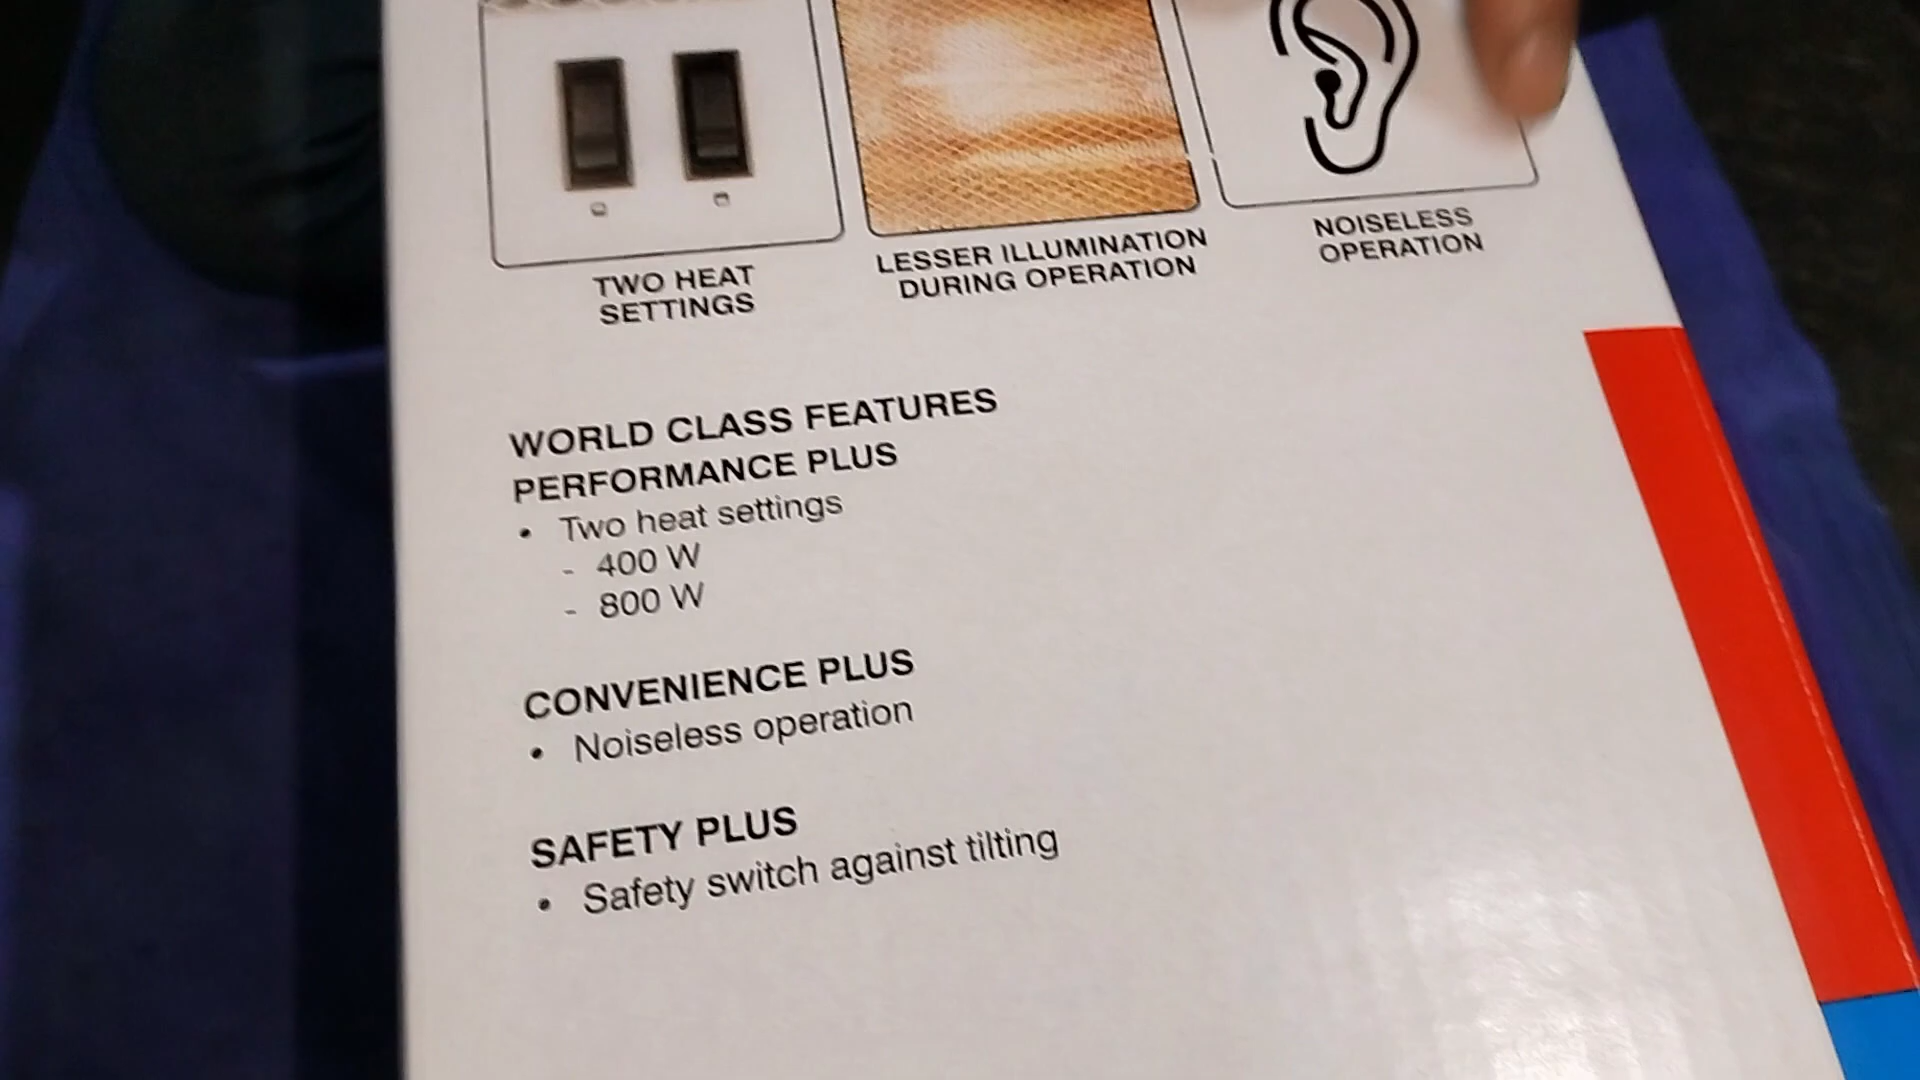 TWO HEAT
SETTINGS
LESSER ILLUMINATION
DURING OPERATION
NOISELESS
OPERATION
WORLD CLASS FEATURES
PERFORMANCE PLUS
• Two heat settings
- 400 W
- 800 W
CONVENIENCE PLUS
• Noiseless operation
SAFETY PLUS
• Safety switch against tilting